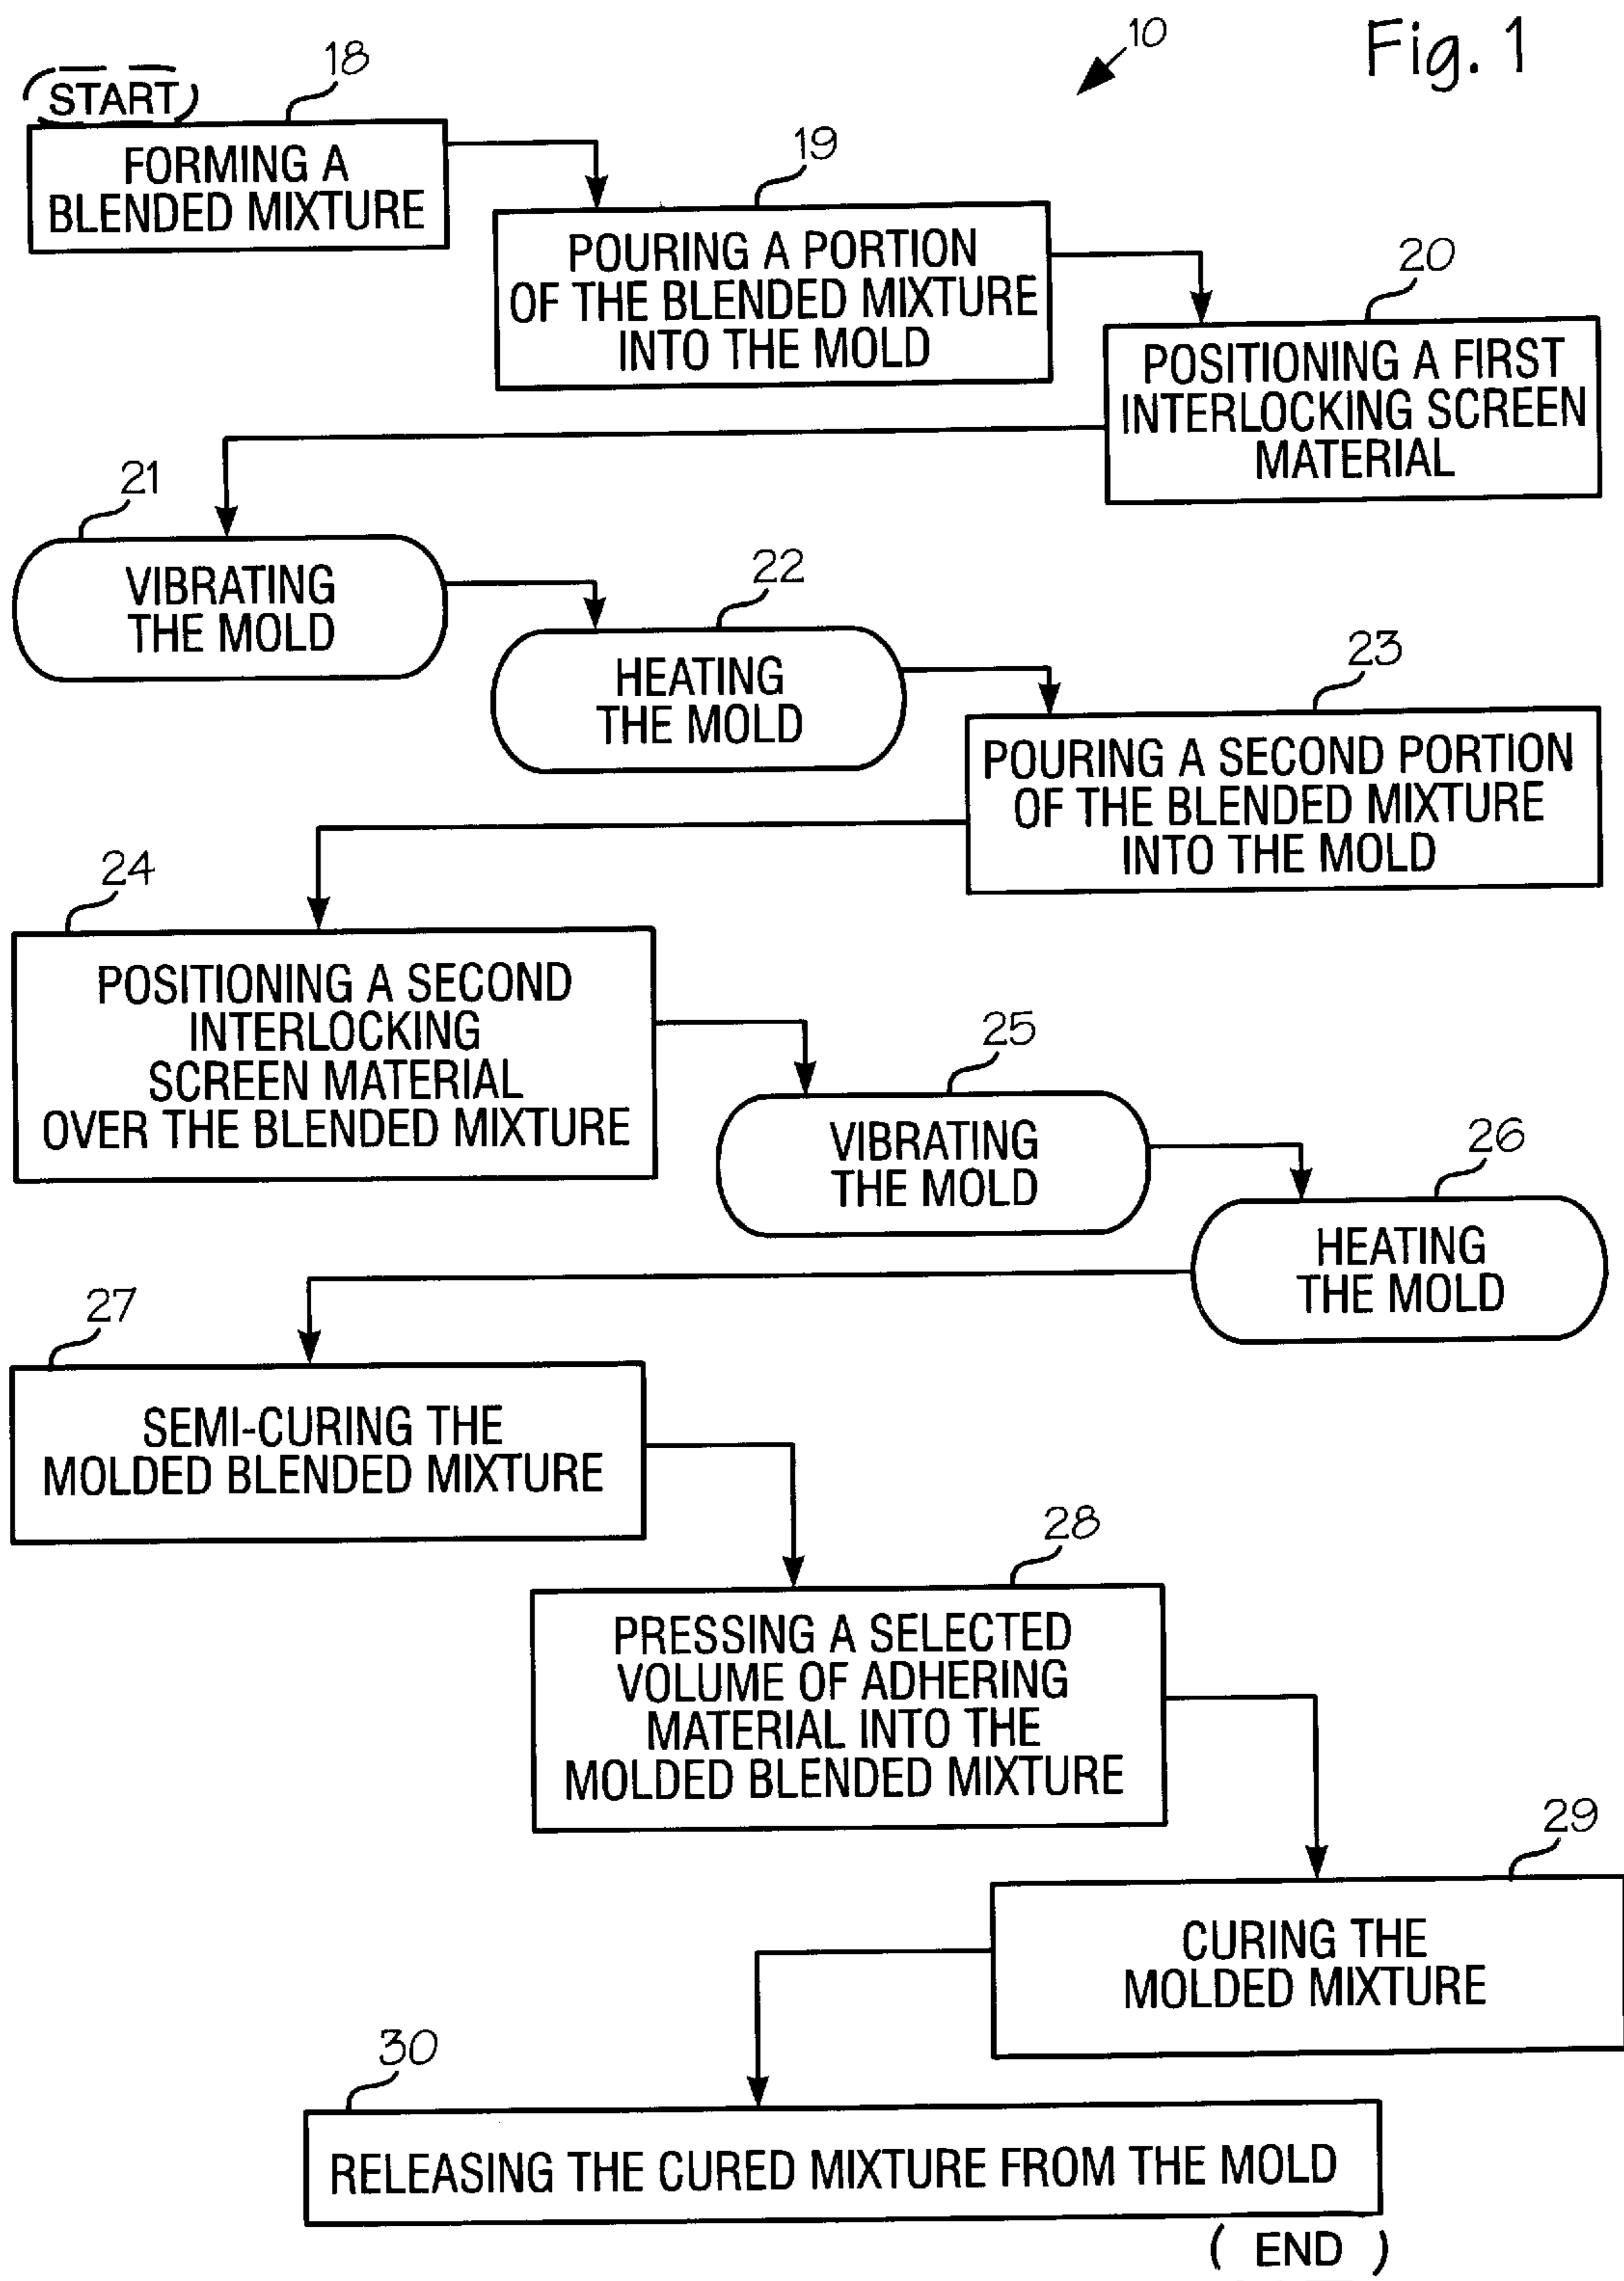 Fig. 1
10
18
START
FORMING A
BLENDED MIXTURE
19
POURING A PORTION
OF THE BLENDED MIXTURE
INTO THE MOLD
20
POSITIONING A FIRST
INTERLOCKING SCREEN
MATERIAL
21
VIBRATING
THE MOLD
22
HEATING
THE MOLD
23
POURING A SECOND PORTION
OF THE BLENDED MIXTURE
INTO THE MOLD
24
POSITIONING A SECOND
INTERLOCKING
SCREEN MATERIAL
OVER THE BLENDED MIXTURE
25
VIBRATING
THE MOLD
26
HEATING
THE MOLD
27
SEMI-CURING THE
MOLDED BLENDED MIXTURE
28
PRESSING A SELECTED
VOLUME OF ADHERING
MATERIAL INTO THE
MOLDED BLENDED MIXTURE
29
CURING THE
MOLDED MIXTURE
30
RELEASING THE CURED MIXTURE FROM THE MOLD
( END )